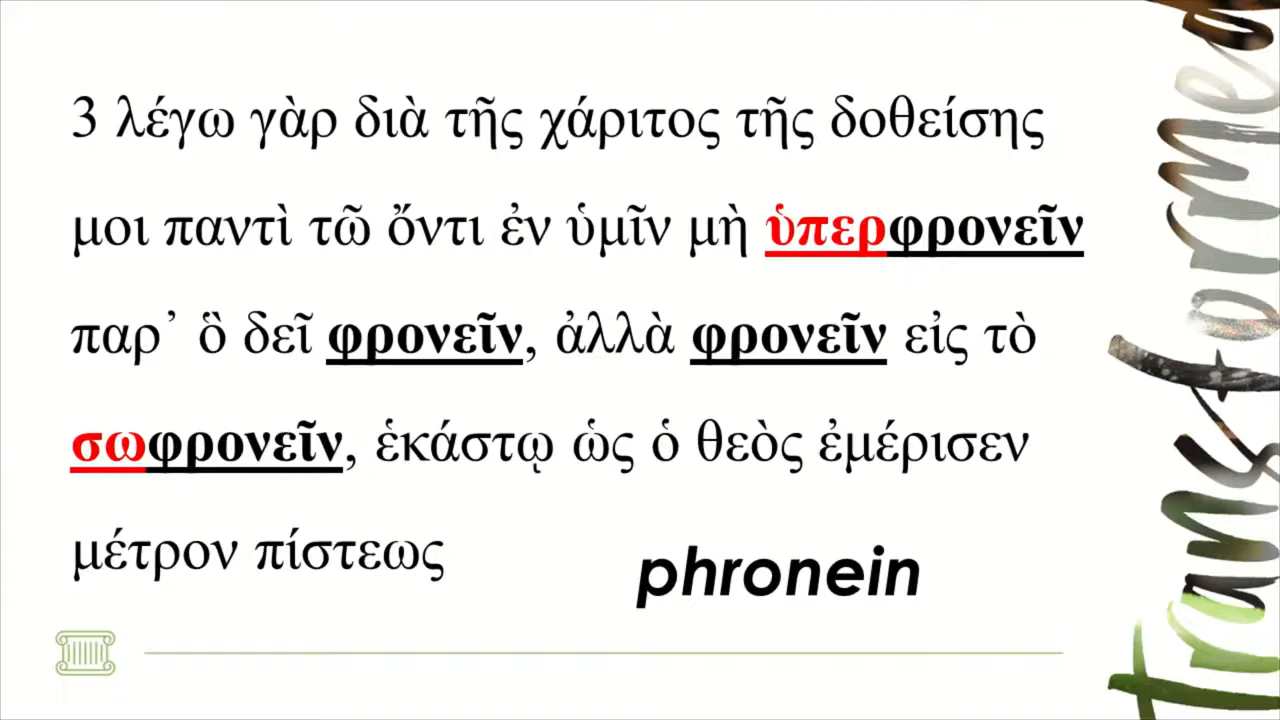 3 λέγω γὰρ διὰ τῆς χάριτος τῆς δοθείσης
μοι παντὶ τῶ ὄντι ἐν ὑμῖν μὴ ὑπερφρονεῖν
παρ᾽ ὃ δεῖ φρονεῖν, ἀλλὰ φρονεῖν εἰς τὸ
σωφρονεῖν, ἑκάστῳ ὡς ὁ θεὸς ἐμέρισεν
μέτρον πίστεως
phronein
transformed